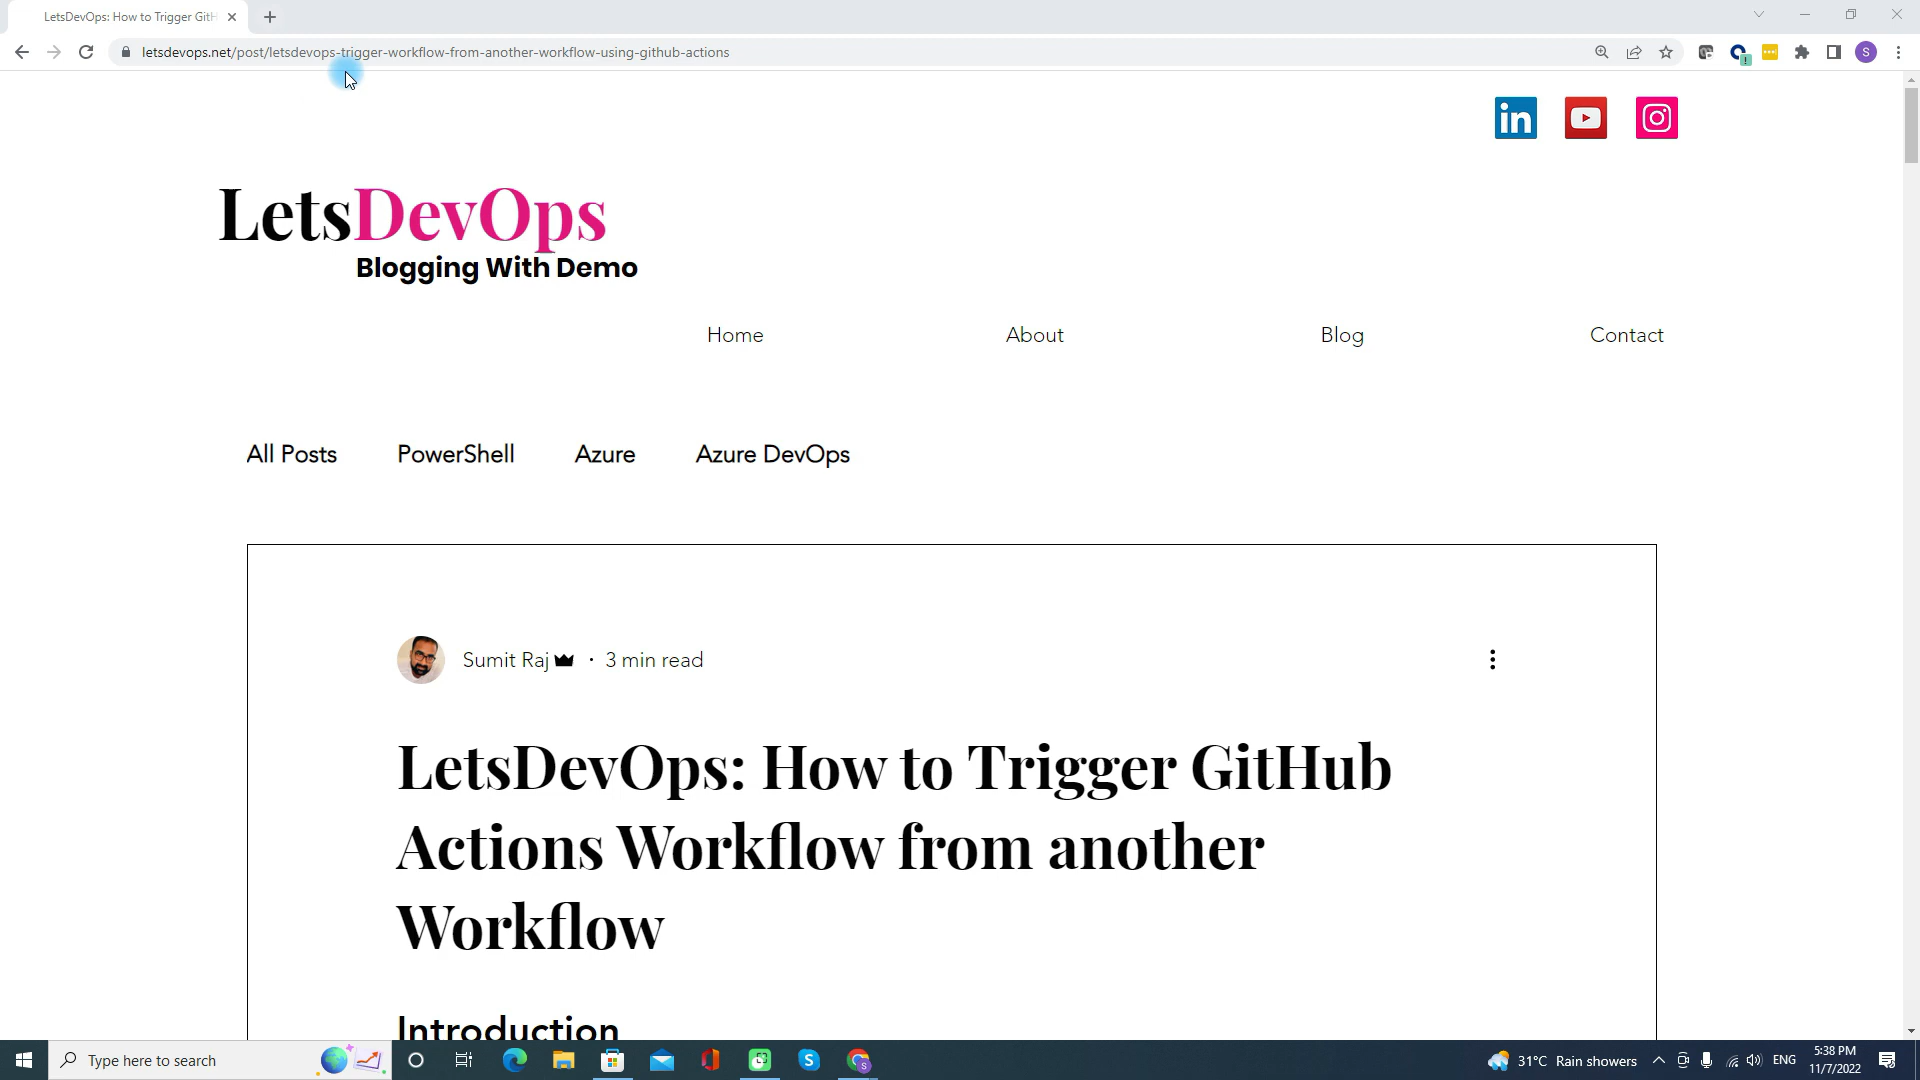 LetsDevOps: How to Trigger GitH
letsdevops.net/post/letsdevops-trigger-workflow-from-another-workflow-using-github-actions
S
in
LetsDevOps
Blogging With Demo
Home About Blog Contact
All Posts PowerShell Azure Azure DevOps
Sumit Raj · 3 min read
LetsDevOps: How to Trigger GitHub
Actions Workflow from another
Workflow
Introduction
Type here to search
31°C Rain showers
ENG
5:38 PM
11/7/2022